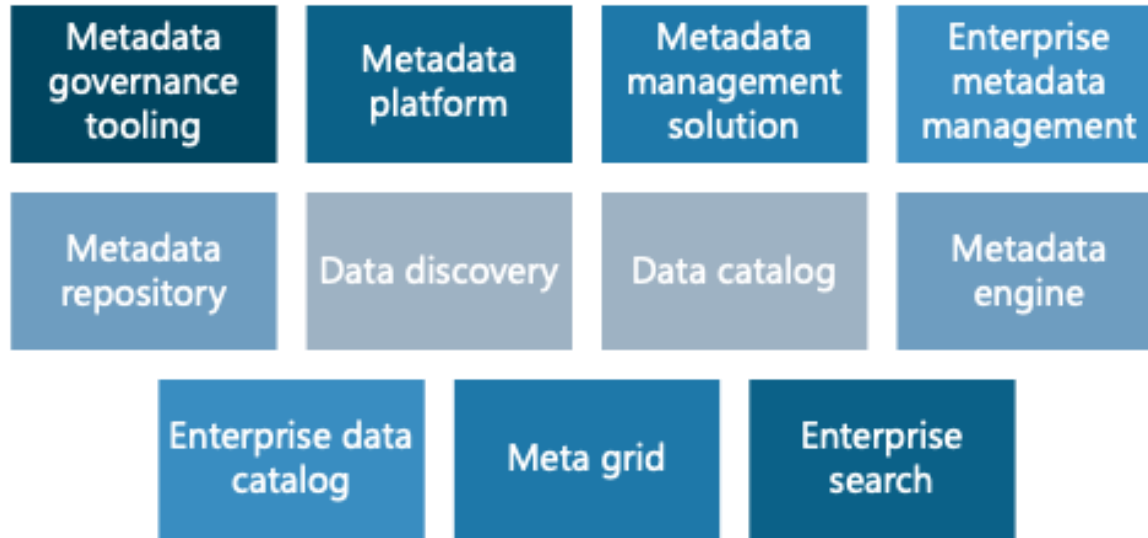 Metadata
governance
tooling
Metadata
platform
Metadata
management
solution
Enterprise
metadata
management
Metadata
repository
Data discovery
Data catalog
Metadata
engine
Enterprise data
catalog
Meta grid
Enterprise
search